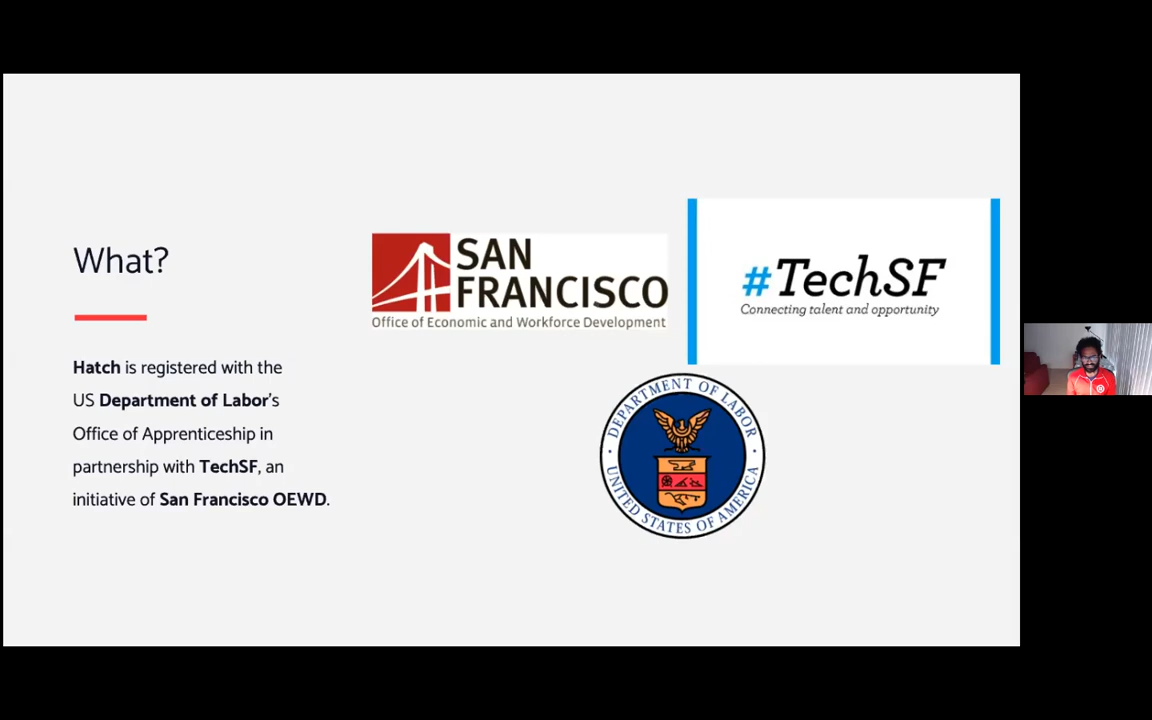 What?
Hatch is registered with the
US Department of Labor's
Office of Apprenticeship in
partnership with TechSF, an
initiative of San Francisco OEWD.
SAN
FRANCISCO
Office of Economic and Workforce Development
#TechSF
Connecting talent and opportunity
DEPARTMENT OF LABOR
UNITED STATES OF AMERICA